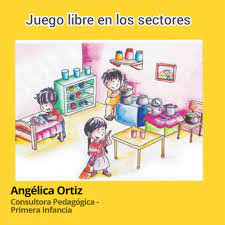 Juego libre en los sectores
Angélica Ortiz
Consultora Pedagógica -
Primera Infancia